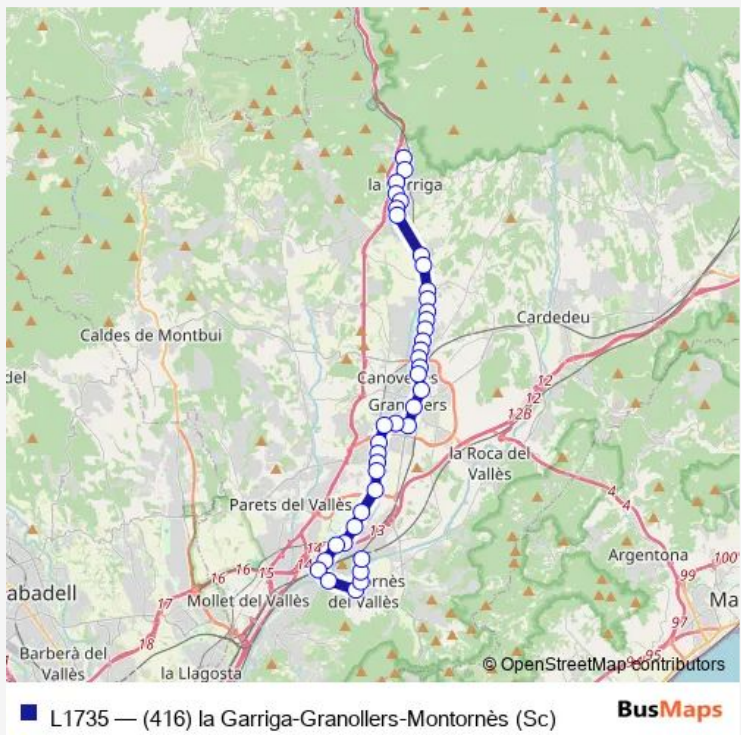 la Garriga
Cardedeu
Caldes de Montbui
del
12
Canovelles
12
Granollers
12B
la Roca del
Vallès
4
4
Parets del Vallès
13
14
Argentona
16
16
15
14
99
100
abadell
17
Mollet del Vallès
del Vallès
Ma
97
18
Barberà del
Vallès
la Llagosta
95
© OpenStreetMap contributors
L1735 — (416) la Garriga-Granollers-Montornès (Sc)
BusMaps